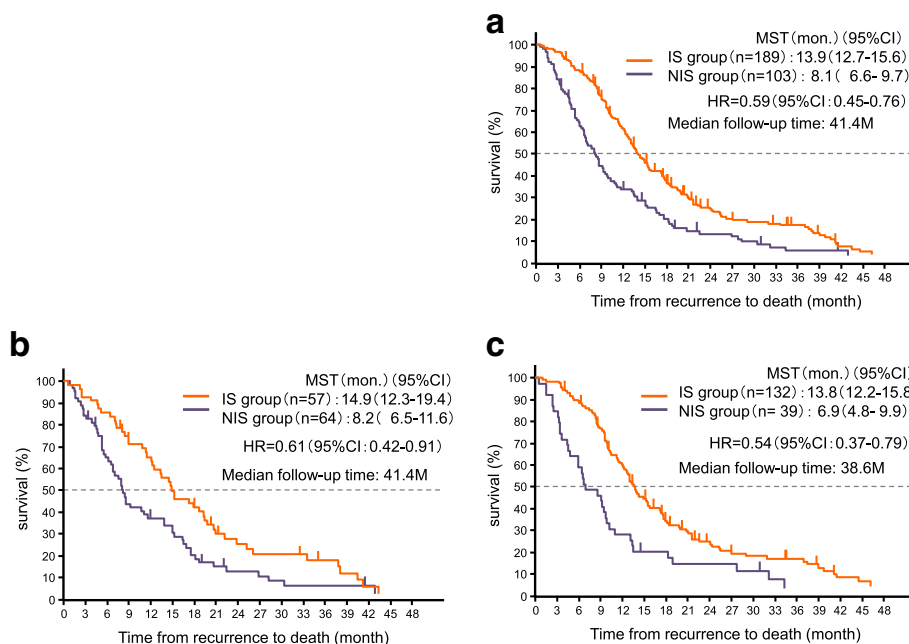 a
MST(mon.)(95%CI)
IS group(n=189):13.9(12.7-15.6)
NIS group(n=103): 8.1( 6.6-9.7)
HR=0.59(95%CI:0.45-0.76)
Median follow-up time: 41.4M
survival (%)
100
90
80
70
60
50
40
30
20
10
0
0 3 6 9 12 15 18 21 24 27 30 33 36 39 42 45 48
Time from recurrence to death (month)
b
MST(mon.)(95%CI)
IS group(n=57):14.9(12.3-19.4)
NIS group(n=64):8.2( 6.5-11.6)
HR=0.61(95%CI:0.42-0.91)
Median follow-up time: 41.4M
survival (%)
100
90
80
70
60
50
40
30
20
10
0
0 3 6 9 12 15 18 21 24 27 30 33 36 39 42 45 48
Time from recurrence to death (month)
c
MST(mon.)(95%CI)
IS group(n=132):13.8(12.2-15.8
NIS group(n= 39):6.9(4.8- 9.9)
HR=0.54(95%CI:0.37-0.79)
Median follow-up time: 38.6M
survival (%)
100
90
80
70
60
50
40
30
20
10
0
0 3 6 9 12 15 18 21 24 27 30 33 36 39 42 45 48
Time from recurrence to death (month)